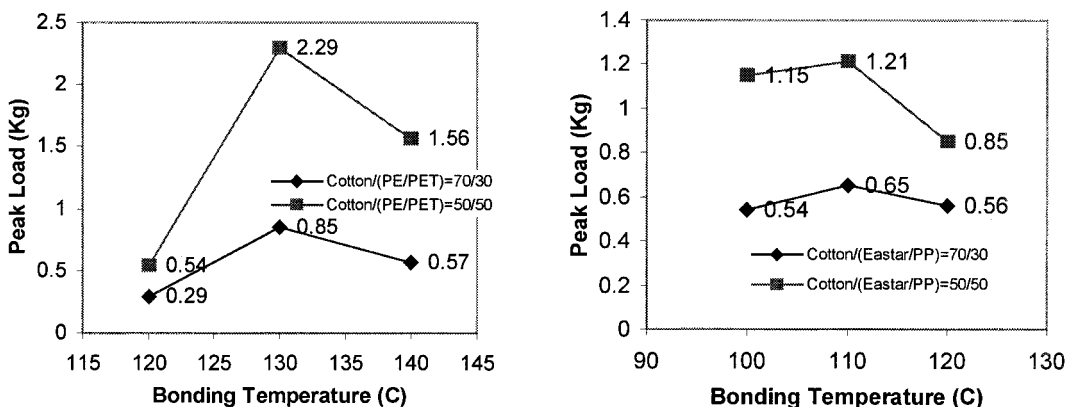 2.5
2
1.5
1
0.5
0
Peak Load (Kg)
2.29
1.56
Cotton/(PE/PET)=70/30
Cotton/(PE/PET)=50/50
0.85
0.54
0.57
0.29
115 120 125 130 135 140 145
Bonding Temperature (C)
1.4
1.2
1
0.8
0.6
0.4
0.2
0
Peak Load (Kg)
1.15
1.21
0.85
0.54
0.65
0.56
Cotton/(Eastar/PP)=70/30
Cotton/(Eastar/PP)=50/50
90 100 110 120 130
Bonding Temperature (C)